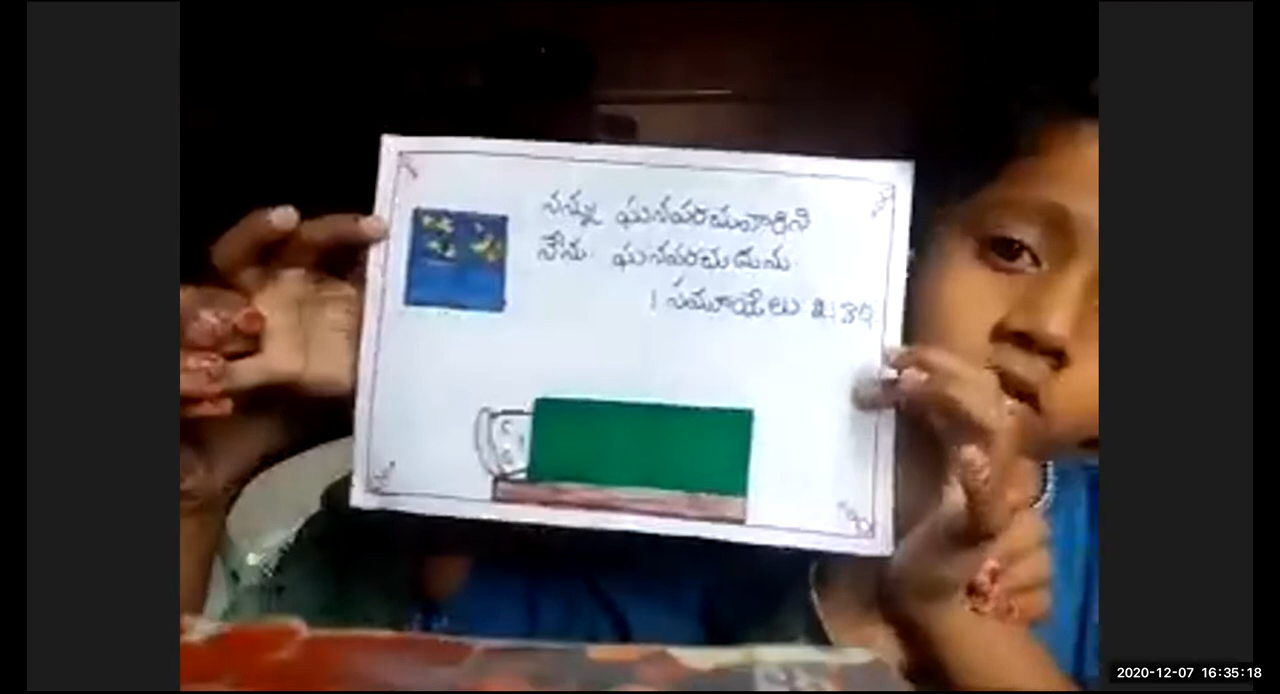 నన్ను ఘనపరచువారిని
నేను ఘనపరచుదును
1 సమూయేలు 2:30
2020-12-07 16:35:18